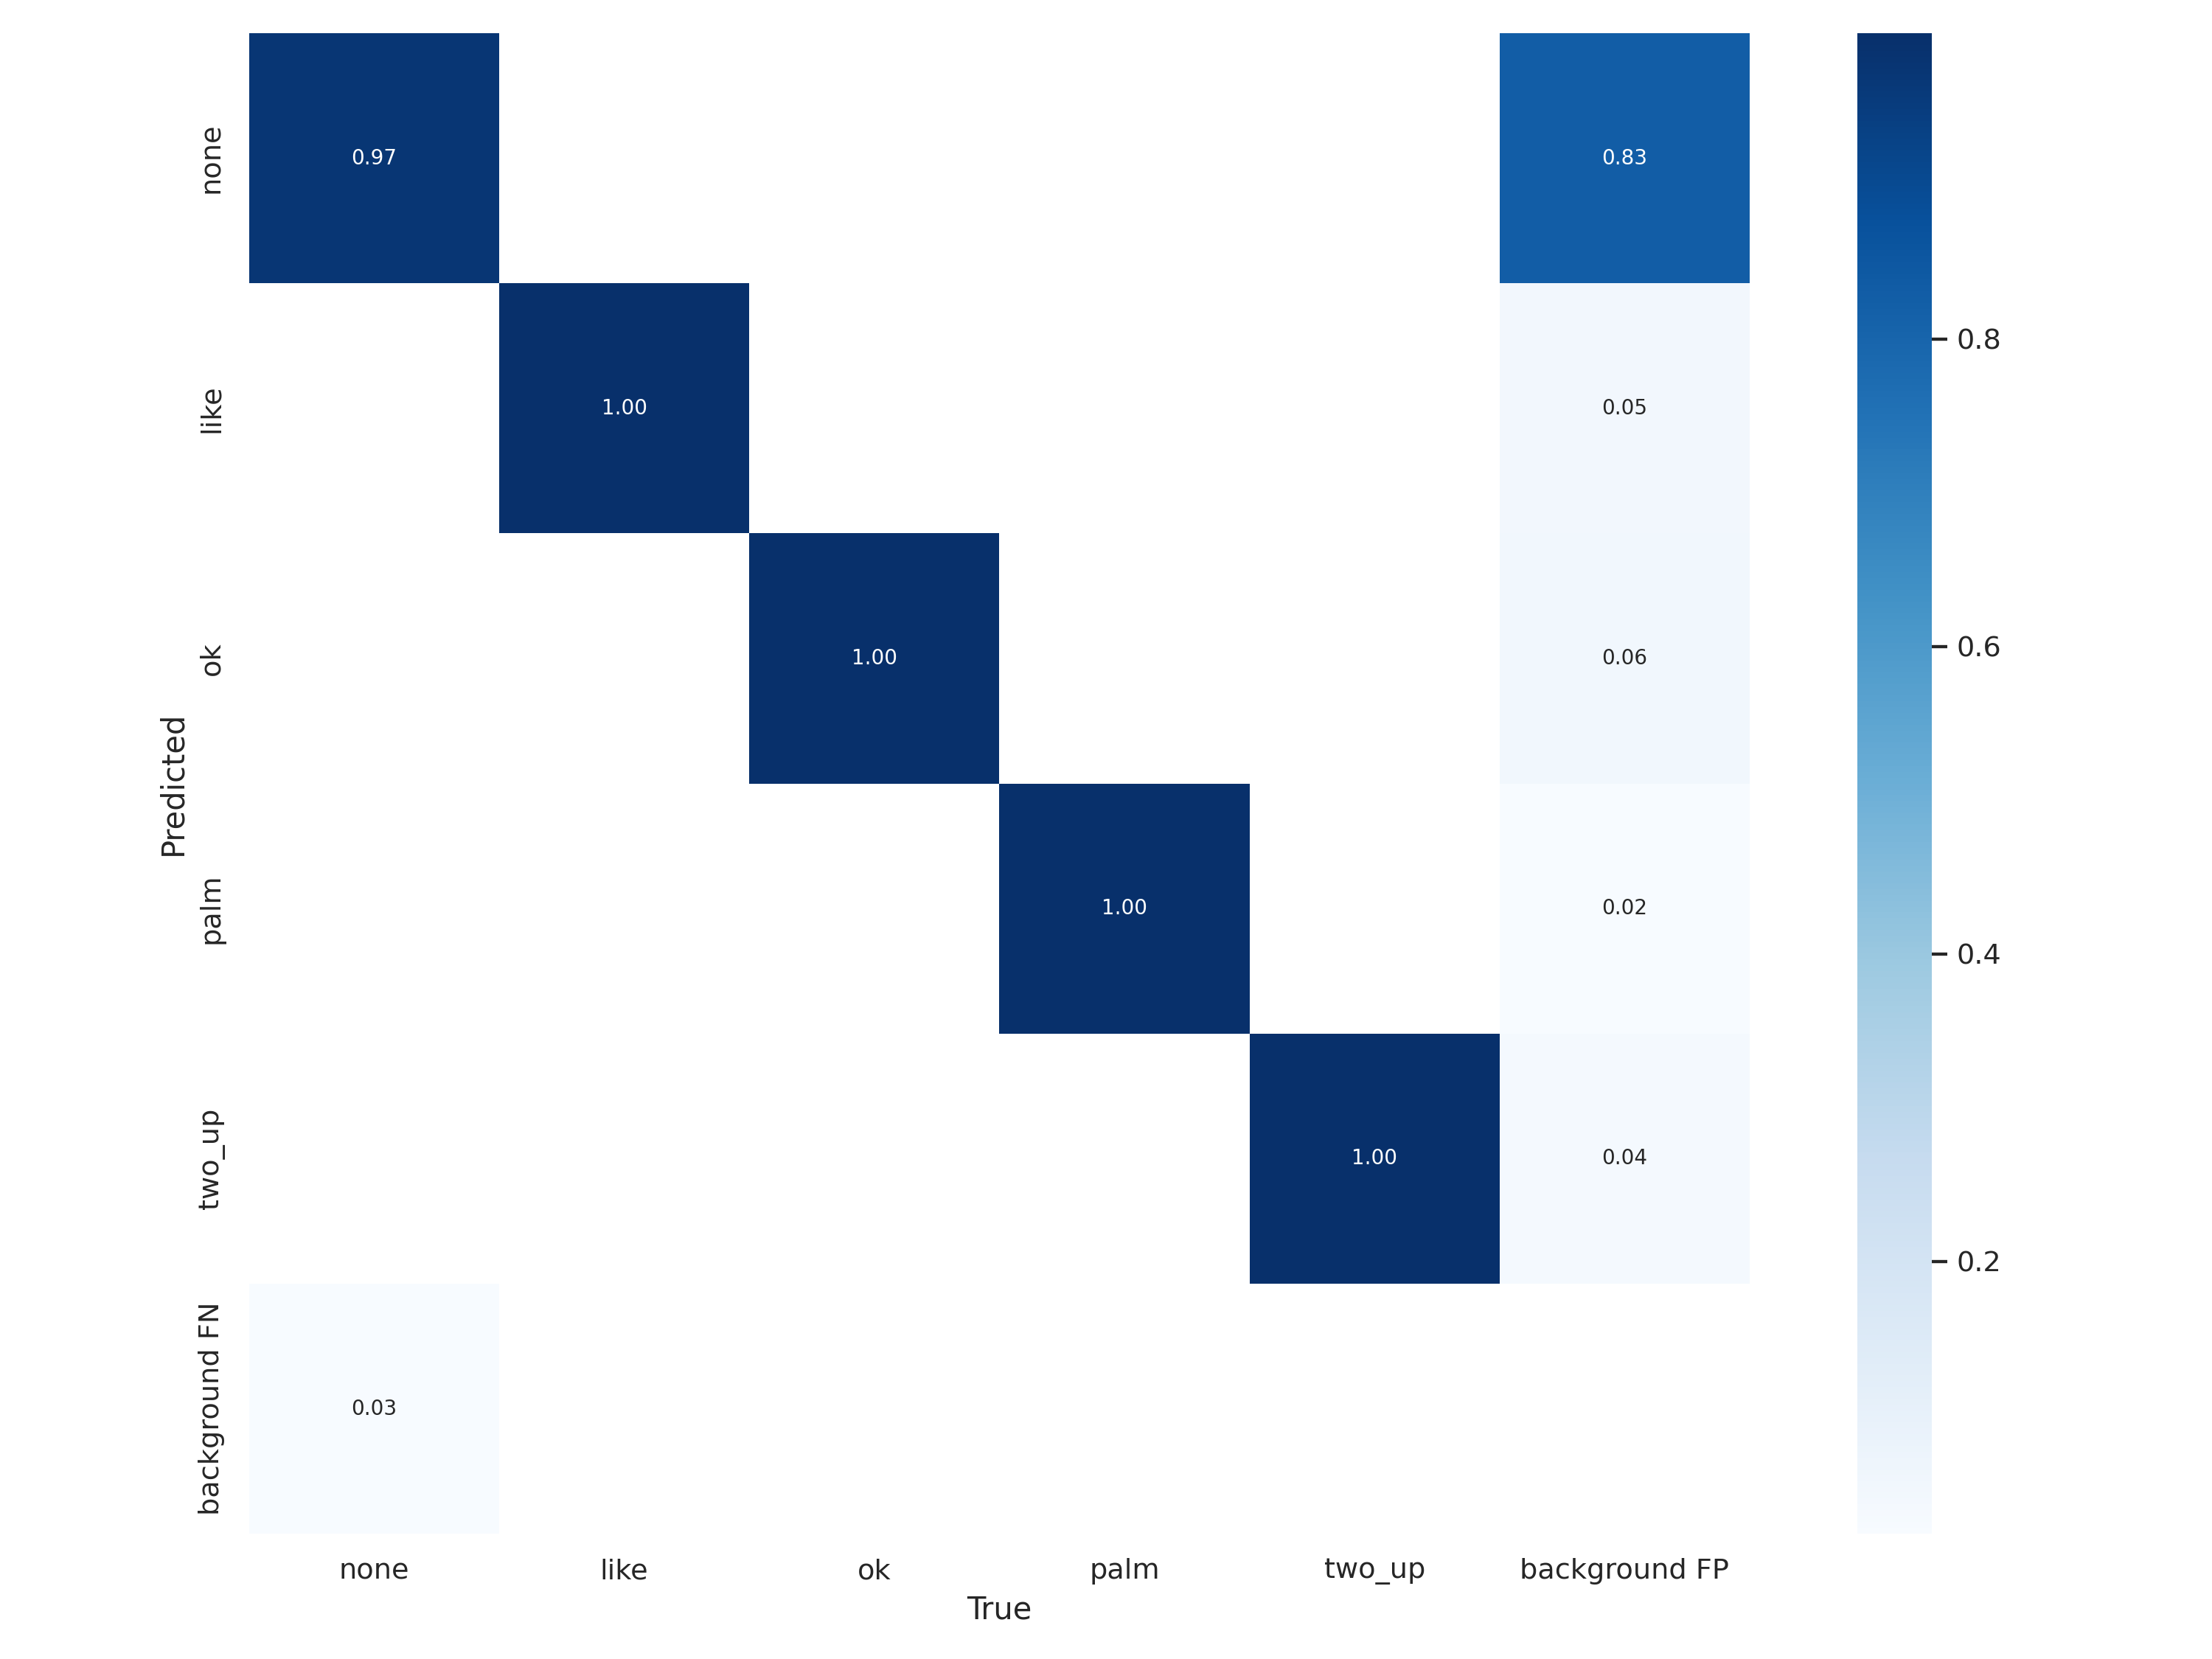 none
0.97
0.83
like
1.00
0.05
0.8
ok
1.00
0.06
0.6
Predicted
palm
1.00
0.02
0.4
two_up
1.00
0.04
0.2
background FN
0.03
none
like
ok
palm
two_up
background FP
True